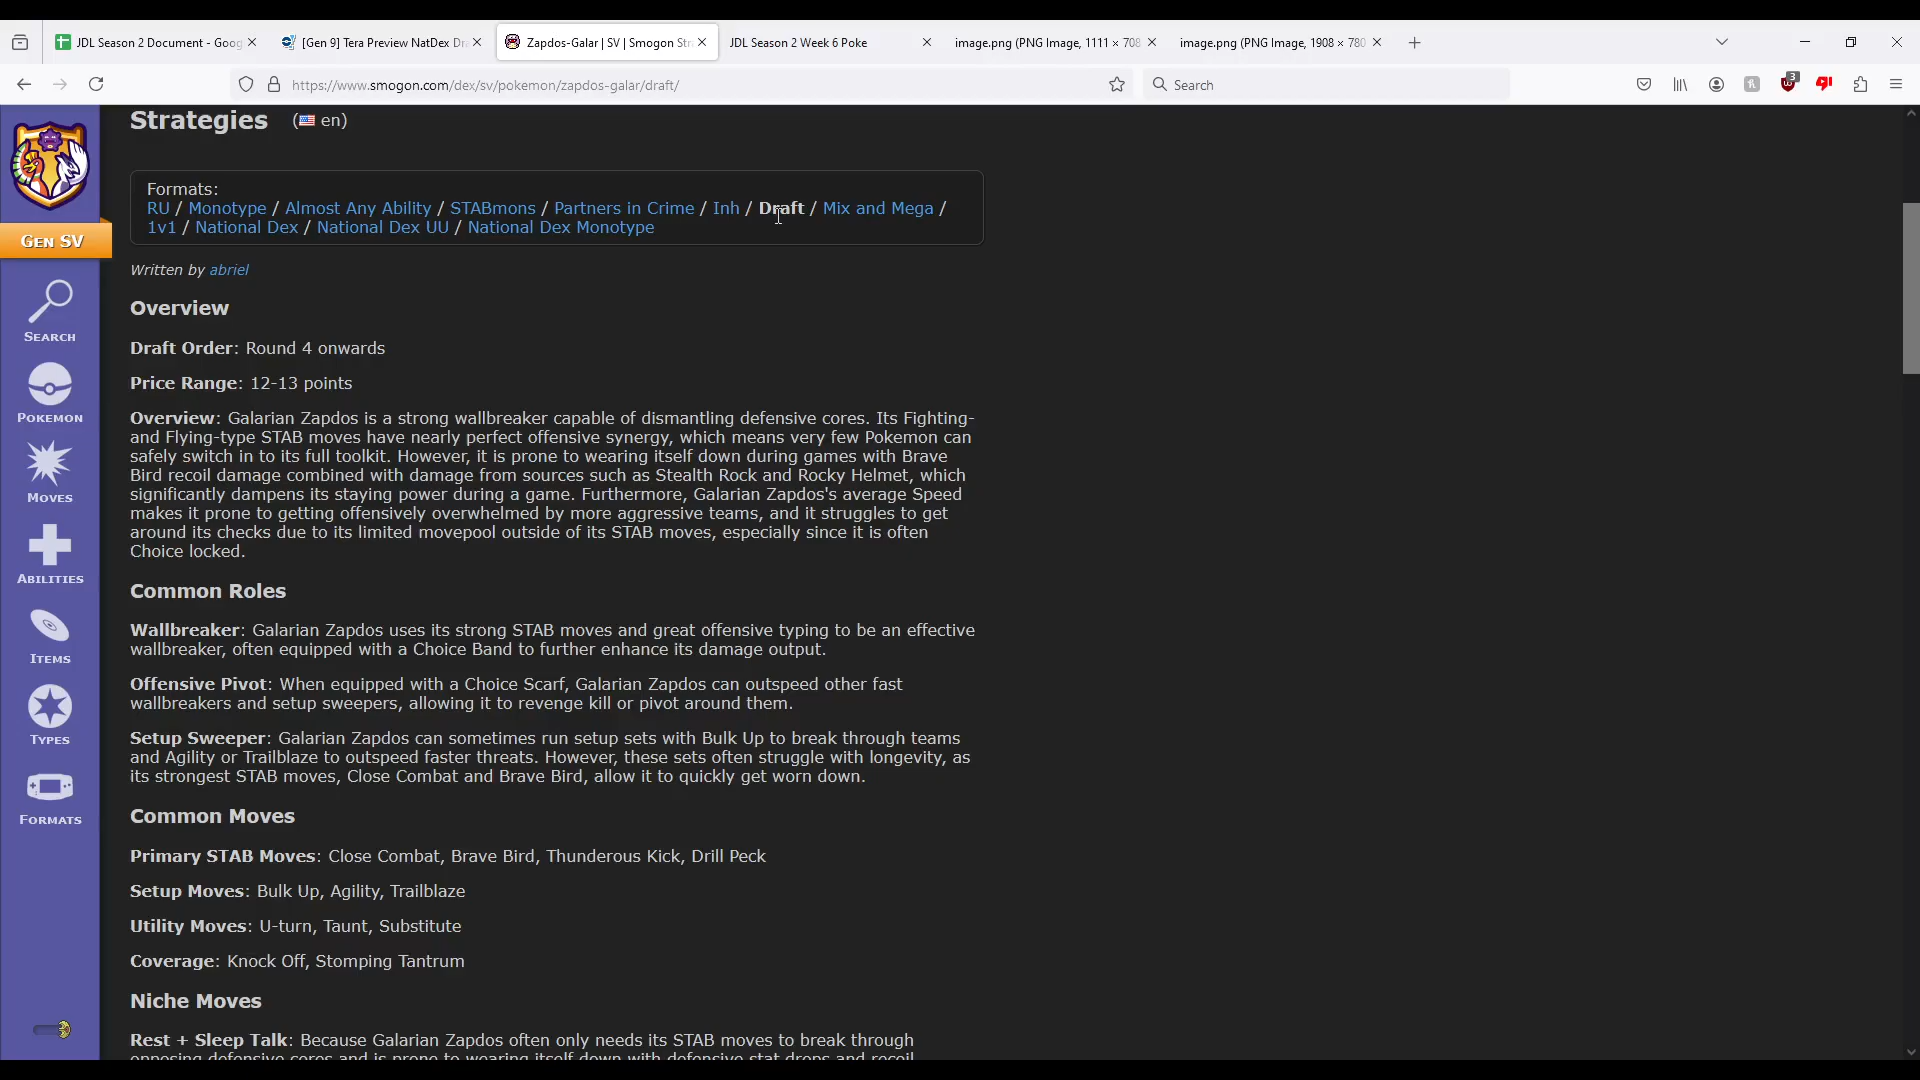 JDL Season 2 Document - Goog
[Gen 9] Tera Preview NatDex Dr
Zapdos-Galar | SV | Smogon Str
JDL Season 2 Week 6 Poke
image.png (PNG Image, 1111 × 708
image.png (PNG Image, 1908 × 780
https://www.smogon.com/dex/sv/pokemon/zapdos-galar/draft/
Search
3
GEN SV
SEARCH
POKEMON
MOVES
ABILITIES
ITEMS
TYPES
FORMATS
Strategies (en)
Formats:
RU / Monotype / Almost Any Ability / STABmons / Partners in Crime / Inh / Draft / Mix and Mega /
1v1 / National Dex / National Dex UU / National Dex Monotype
Written by abriel
Overview
Draft Order: Round 4 onwards
Price Range: 12-13 points
Overview: Galarian Zapdos is a strong wallbreaker capable of dismantling defensive cores. Its Fighting-
and Flying-type STAB moves have nearly perfect offensive synergy, which means very few Pokemon can
safely switch in to its full toolkit. However, it is prone to wearing itself down during games with Brave
Bird recoil damage combined with damage from sources such as Stealth Rock and Rocky Helmet, which
significantly dampens its staying power during a game. Furthermore, Galarian Zapdos's average Speed
makes it prone to getting offensively overwhelmed by more aggressive teams, and it struggles to get
around its checks due to its limited movepool outside of its STAB moves, especially since it is often
Choice locked.
Common Roles
Wallbreaker: Galarian Zapdos uses its strong STAB moves and great offensive typing to be an effective
wallbreaker, often equipped with a Choice Band to further enhance its damage output.
Offensive Pivot: When equipped with a Choice Scarf, Galarian Zapdos can outspeed other fast
wallbreakers and setup sweepers, allowing it to revenge kill or pivot around them.
Setup Sweeper: Galarian Zapdos can sometimes run setup sets with Bulk Up to break through teams
and Agility or Trailblaze to outspeed faster threats. However, these sets often struggle with longevity, as
its strongest STAB moves, Close Combat and Brave Bird, allow it to quickly get worn down.
Common Moves
Primary STAB Moves: Close Combat, Brave Bird, Thunderous Kick, Drill Peck
Setup Moves: Bulk Up, Agility, Trailblaze
Utility Moves: U-turn, Taunt, Substitute
Coverage: Knock Off, Stomping Tantrum
Niche Moves
Rest + Sleep Talk: Because Galarian Zapdos often only needs its STAB moves to break through
opposing defensive cores and is prone to wearing itself down with defensive stat drops and recoil